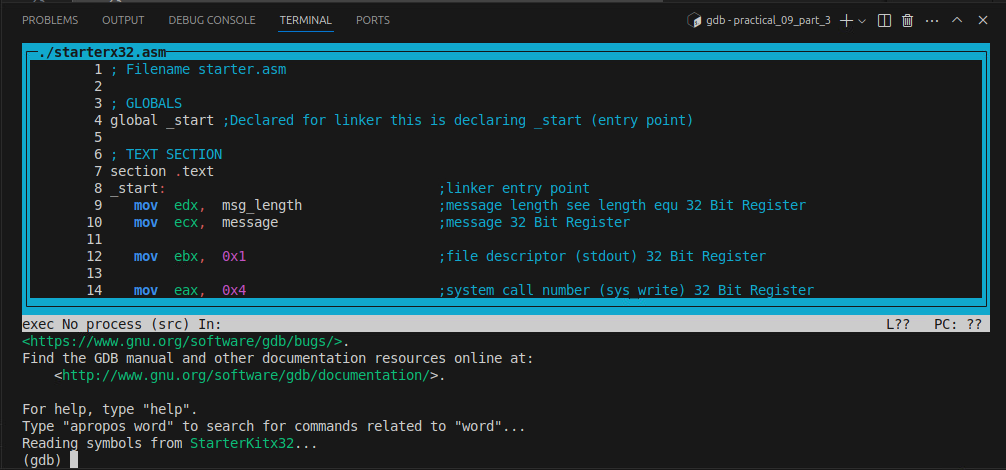 PROBLEMS OUTPUT DEBUG CONSOLE TERMINAL PORTS gdb - practical_09_part_3
./starterx32.asm
1 ; Filename starter.asm
2
3 ; GLOBALS
4 global _start ;Declared for linker this is declaring _start (entry point)
5
6 ; TEXT SECTION
7 section .text
8 _start: ;linker entry point
9 mov edx, msg_length ;message length see length equ 32 Bit Register
10 mov ecx, message ;message 32 Bit Register
11
12 mov ebx, 0x1 ;file descriptor (stdout) 32 Bit Register
13
14 mov eax, 0x4 ;system call number (sys_write) 32 Bit Register
exec No process (src) In: L?? PC: ??
<https://www.gnu.org/software/gdb/bugs/>.
Find the GDB manual and other documentation resources online at:
<http://www.gnu.org/software/gdb/documentation/>.
For help, type "help".
Type "apropos word" to search for commands related to "word"...
Reading symbols from StarterKitx32...
(gdb)